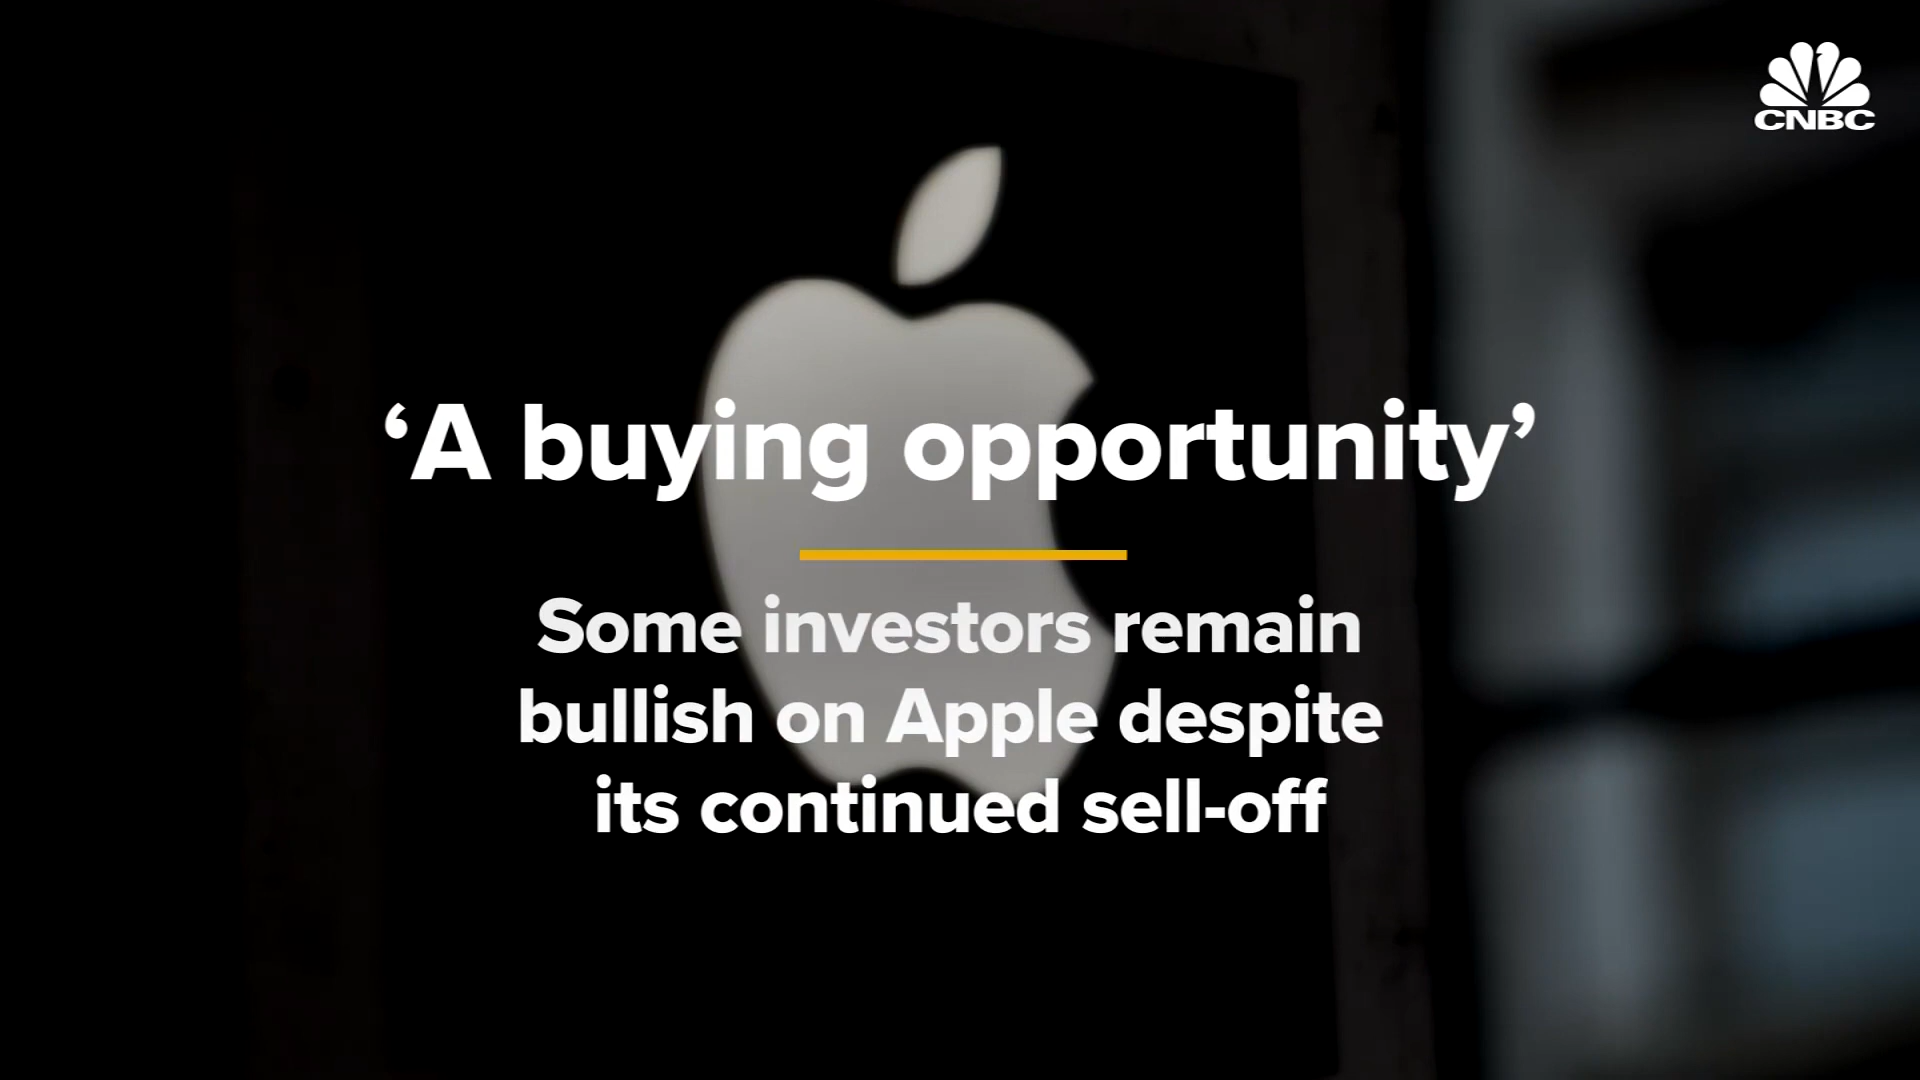 CNBC
‘A buying opportunity’
Some investors remain
bullish on Apple despite
its continued sell-off